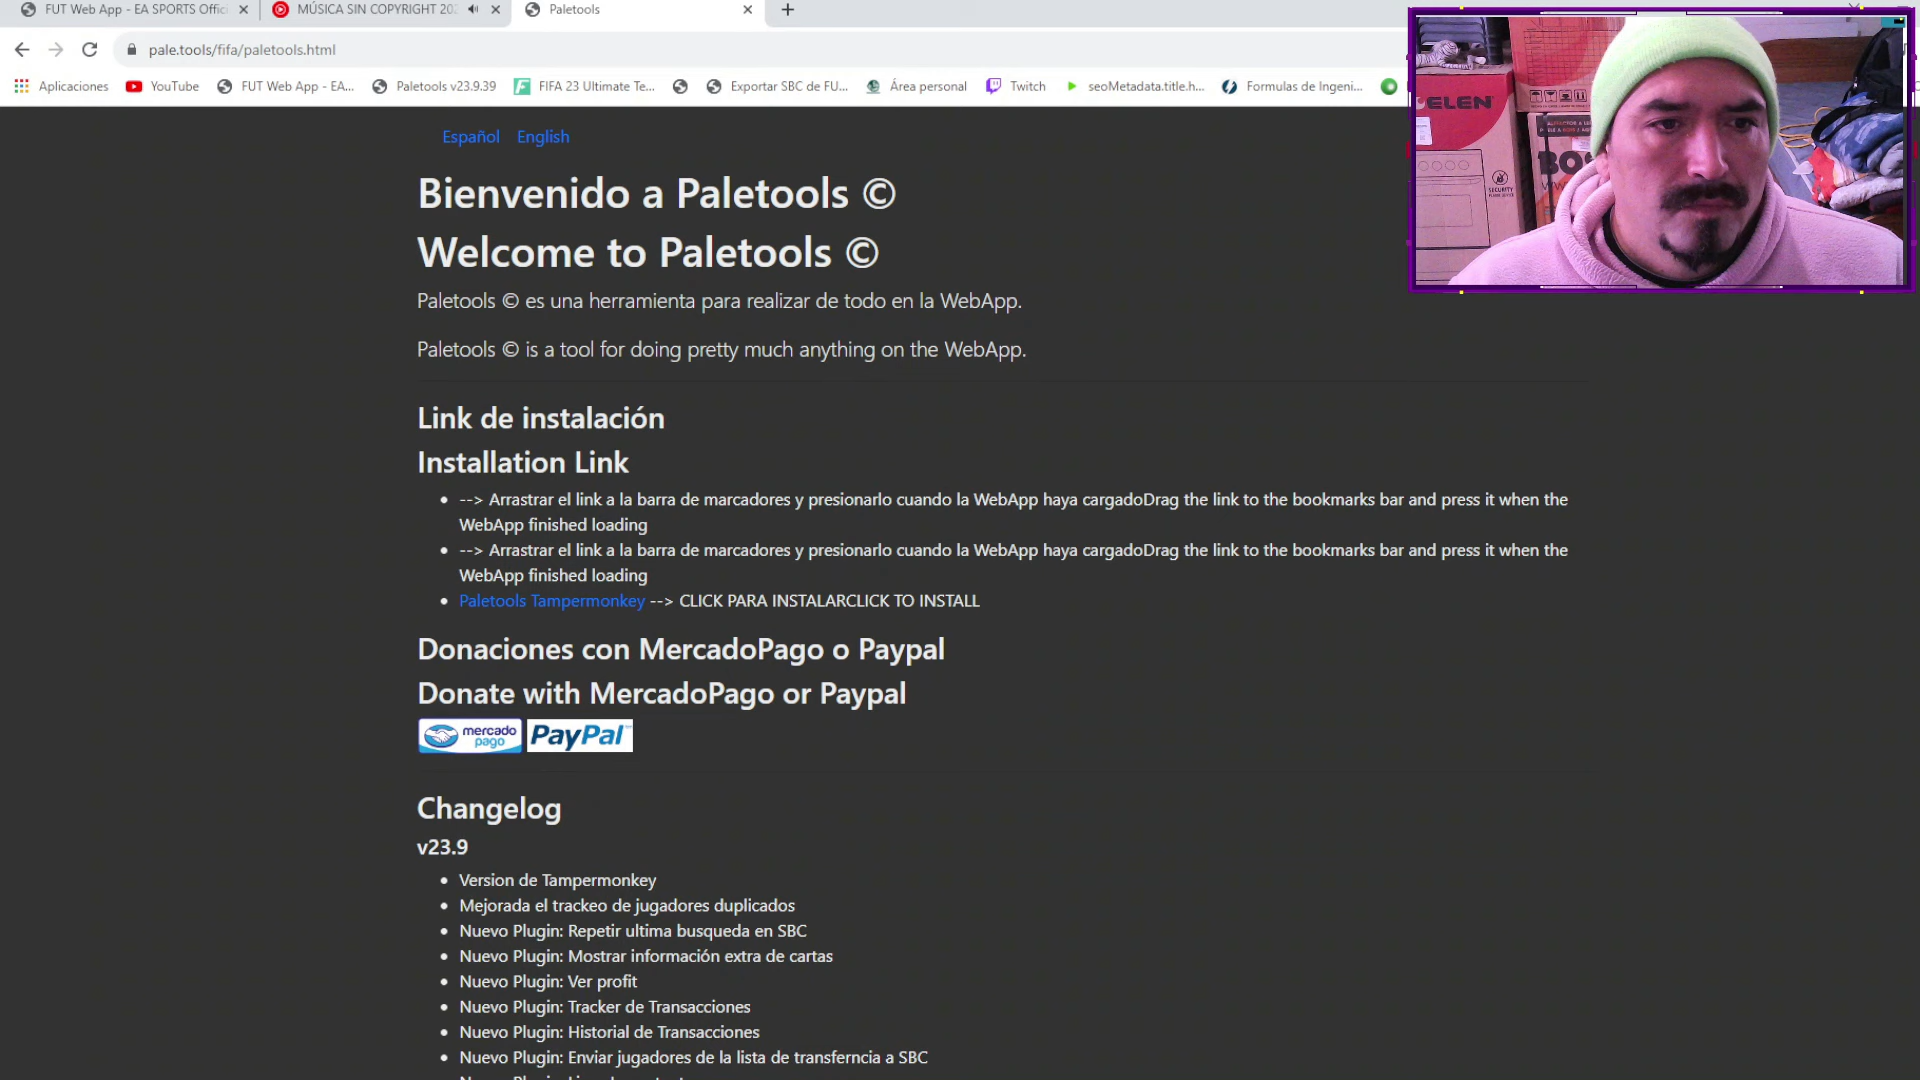 FUT Web App - EA SPORTS Offici
MÚSICA SIN COPYRIGHT 202
Paletools
pale.tools/fifa/paletools.html
Aplicaciones
YouTube
FUT Web App - EA...
Paletools v23.9.39
FIFA 23 Ultimate Te...
Exportar SBC de FU...
Área personal
Twitch
seoMetadata.title.h...
Formulas de Ingeni...
Español English
Bienvenido a Paletools ©
Welcome to Paletools ©
Paletools © es una herramienta para realizar de todo en la WebApp.
Paletools © is a tool for doing pretty much anything on the WebApp.
Link de instalación
Installation Link
--> Arrastrar el link a la barra de marcadores y presionarlo cuando la WebApp haya cargadoDrag the link to the bookmarks bar and press it when the
WebApp finished loading
--> Arrastrar el link a la barra de marcadores y presionarlo cuando la WebApp haya cargadoDrag the link to the bookmarks bar and press it when the
WebApp finished loading
Paletools Tampermonkey --> CLICK PARA INSTALARCLICK TO INSTALL
Donaciones con MercadoPago o Paypal
Donate with MercadoPago or Paypal
mercado
pago
PayPal
Changelog
v23.9
Version de Tampermonkey
Mejorada el trackeo de jugadores duplicados
Nuevo Plugin: Repetir ultima busqueda en SBC
Nuevo Plugin: Mostrar información extra de cartas
Nuevo Plugin: Ver profit
Nuevo Plugin: Tracker de Transacciones
Nuevo Plugin: Historial de Transacciones
Nuevo Plugin: Enviar jugadores de la lista de transferncia a SBC
ELEN
SECURITY
BOS